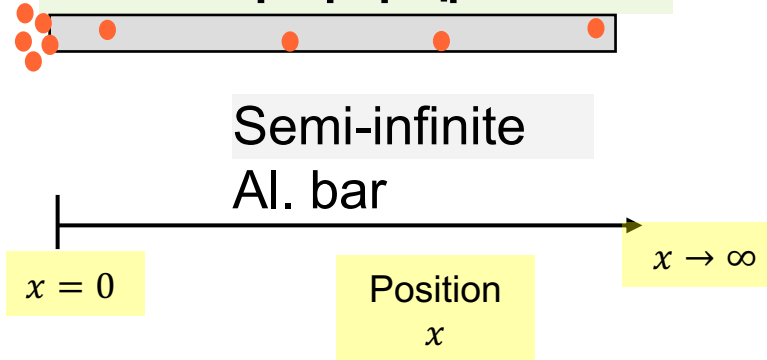 Semi-infinite
Al. bar
x = 0
Position
x
x → ∞